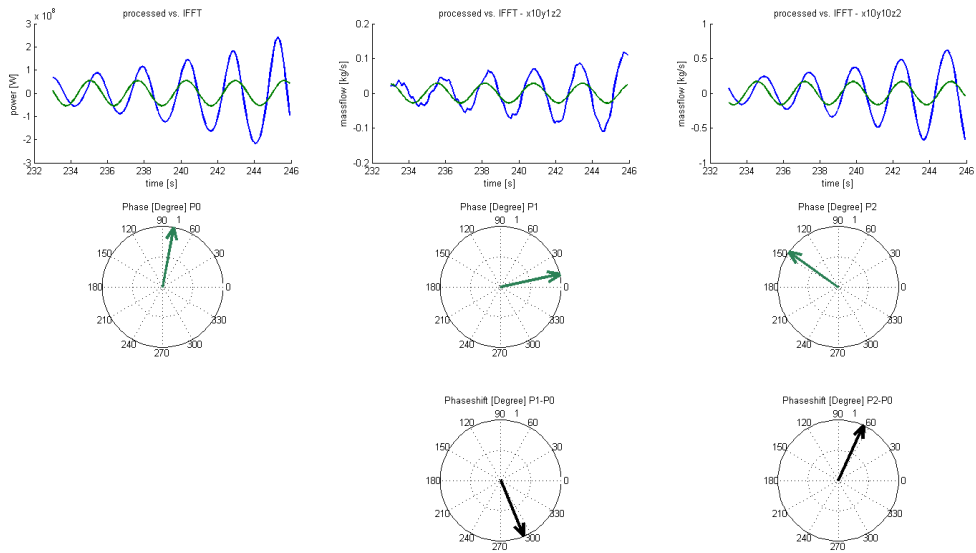 processed vs. IFFT
x 10^8
3
2
1
0
-1
-2
-3
power [W]
232 234 236 238 240 242 244 246
time [s]
processed vs. IFFT - x10y1z2
0.2
0.1
0
-0.1
-0.2
massflow [kg/s]
232 234 236 238 240 242 244 246
time [s]
processed vs. IFFT - x10y10z2
1
0.5
0
-0.5
-1
massflow [kg/s]
232 234 236 238 240 242 244 246
time [s]
Phase [Degree] P0
90 1
120 60
150 30
180 0
210 330
240 300
270
Phase [Degree] P1
90 1
120 60
150 30
180 0
210 330
240 300
270
Phase [Degree] P2
90 1
120 60
150 30
180 0
210 330
240 300
270
Phaseshift [Degree] P1-P0
90 1
120 60
150 30
180 0
210 330
240 300
270
Phaseshift [Degree] P2-P0
90 1
120 60
150 30
180 0
210 330
240 300
270